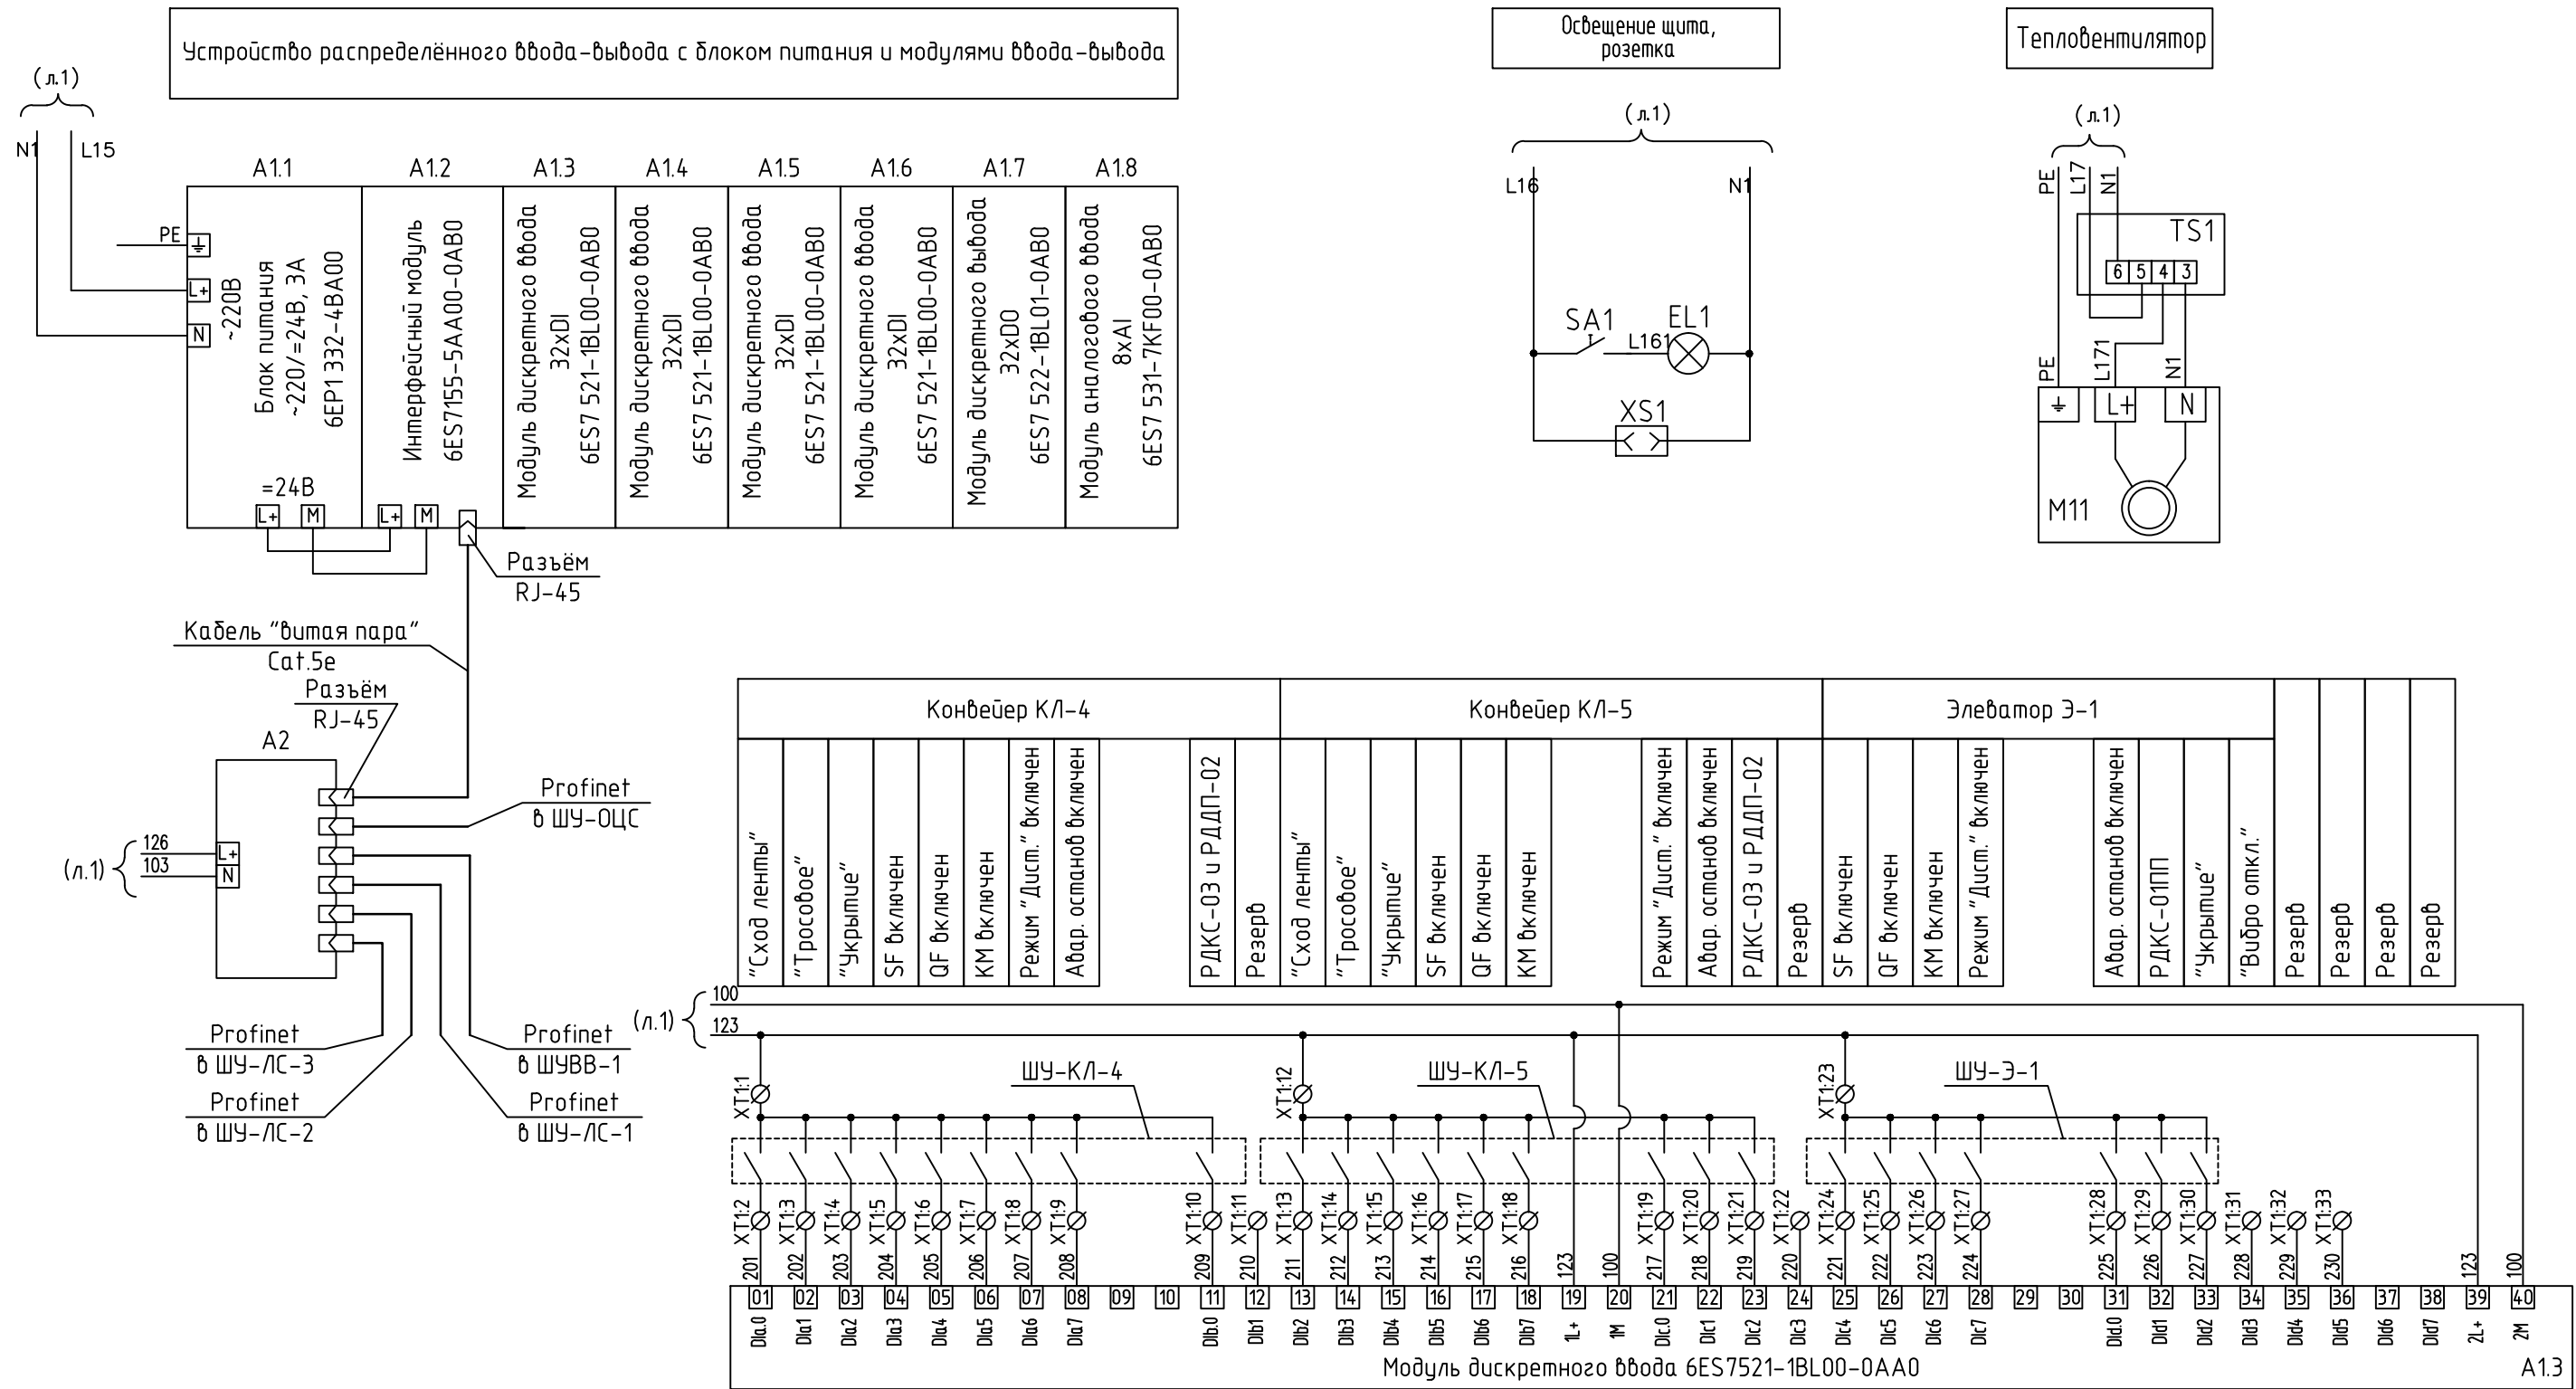 Устройство распределённого ввода-вывода с блоком питания и модулями ввода-вывода
Освещение щита,
розетка
Тепловентилятор
(л.1)
N1
L15
A1.1
A1.2
A1.3
A1.4
A1.5
A1.6
A1.7
A1.8
PE
L+
N
~220В
Блок питания
~220/=24В, 3А
6EP1 332-4BA00
=24В
L+
M
Интерфейсный модуль
6ES7155-5AA00-0AB0
L+
M
Модуль дискретного ввода
32xDI
6ES7 521-1BL00-0AB0
Модуль дискретного ввода
32xDI
6ES7 521-1BL00-0AB0
Модуль дискретного ввода
32xDI
6ES7 521-1BL00-0AB0
Модуль дискретного ввода
32xDI
6ES7 521-1BL00-0AB0
Модуль дискретного вывода
32xDO
6ES7 522-1BL01-0AB0
Модуль аналогового ввода
8xAI
6ES7 531-7KF00-0AB0
Разъём
RJ-45
(л.1)
L16
N1
SA1
L161
EL1
XS1
(л.1)
PE
L17
N1
TS1
6
5
4
3
PE
L171
N1
L+
N
M11
Кабель "витая пара"
Cat.5e
Разъём
RJ-45
A2
(л.1)
126
103
L+
N
Profinet
в ШУ-ОЦС
Profinet
в ШУ-ЛС-3
Profinet
в ШУВВ-1
Profinet
в ШУ-ЛС-2
Profinet
в ШУ-ЛС-1
Конвейер КЛ-4
Конвейер КЛ-5
Элеватор Э-1
"Сход ленты"
"Тросовое"
"Укрытие"
SF включен
QF включен
КМ включен
Режим "Дист." включен
Авар. останов включен
РДКС-03 и РДДП-02
Резерв
"Сход ленты"
"Тросовое"
"Укрытие"
SF включен
QF включен
КМ включен
Режим "Дист." включен
Авар. останов включен
РДКС-03 и РДДП-02
Резерв
SF включен
QF включен
КМ включен
Режим "Дист." включен
Авар. останов включен
РДКС-01ПП
"Укрытие"
"Вибро откл."
Резерв
Резерв
Резерв
Резерв
(л.1)
100
123
XT1:1
ШУ-КЛ-4
XT1:12
ШУ-КЛ-5
XT1:23
ШУ-Э-1
XT1:2
XT1:3
XT1:4
XT1:5
XT1:6
XT1:7
XT1:8
XT1:9
XT1:10
XT1:11
XT1:13
XT1:14
XT1:15
XT1:16
XT1:17
XT1:18
XT1:19
XT1:20
XT1:21
XT1:22
XT1:24
XT1:25
XT1:26
XT1:27
XT1:28
XT1:29
XT1:30
XT1:31
XT1:32
XT1:33
201
202
203
204
205
206
207
208
209
210
211
212
213
214
215
216
123
100
217
218
219
220
221
222
223
224
225
226
227
228
229
230
123
100
01 02 03 04 05 06 07 08 09 10 11 12 13 14 15 16 17 18 19 20 21 22 23 24 25 26 27 28 29 30 31 32 33 34 35 36 37 38 39 40
DIa.0
DIa1
DIa2
DIa3
DIa4
DIa5
DIa6
DIa7
DIb.0
DIb1
DIb2
DIb3
DIb4
DIb5
DIb6
DIb7
1L+
1M
DIc.0
DIc1
DIc2
DIc3
DIc4
DIc5
DIc6
DIc7
DId.0
DId1
DId2
DId3
DId4
DId5
DId6
DId7
2L+
2M
Модуль дискретного ввода 6ES7521-1BL00-0AA0
A1.3